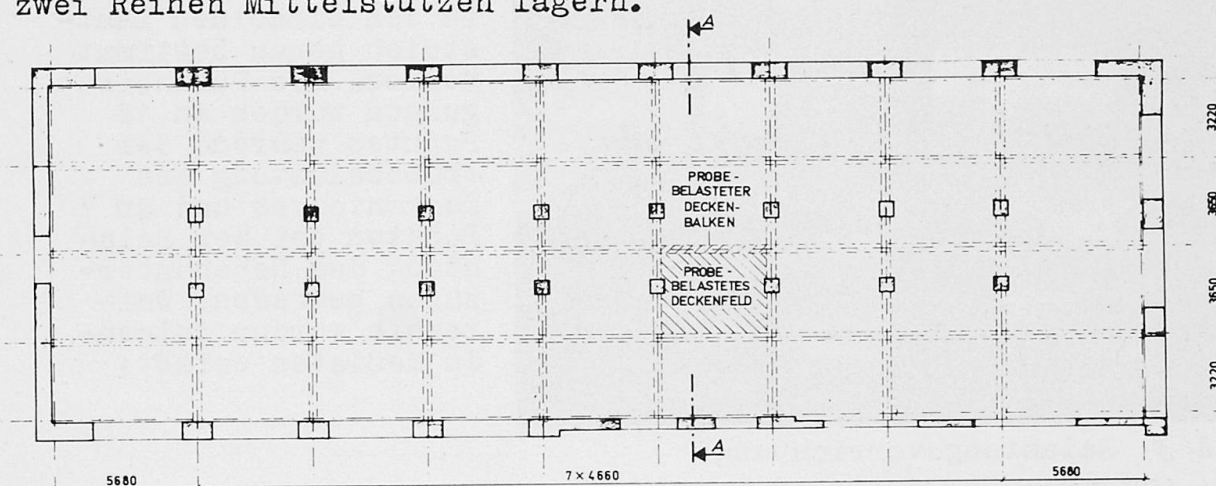 zwei Reihen Mittelstützen lagern.
A
3220
PROBE-
BELASTETER
DECKEN-
BALKEN
3650
PROBE-
BELASTETES
DECKENFELD
3650
3220
A
5680
7×4660
5680